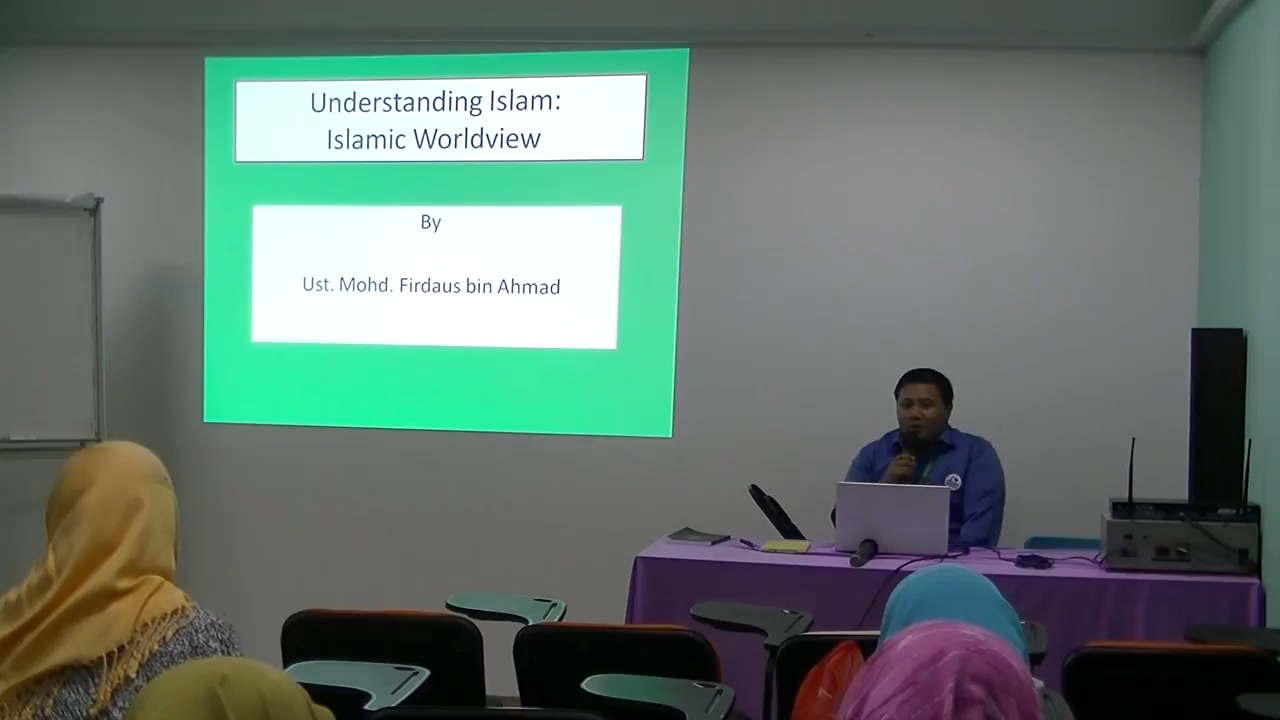 Understanding Islam:
Islamic Worldview
By
Ust. Mohd. Firdaus bin Ahmad